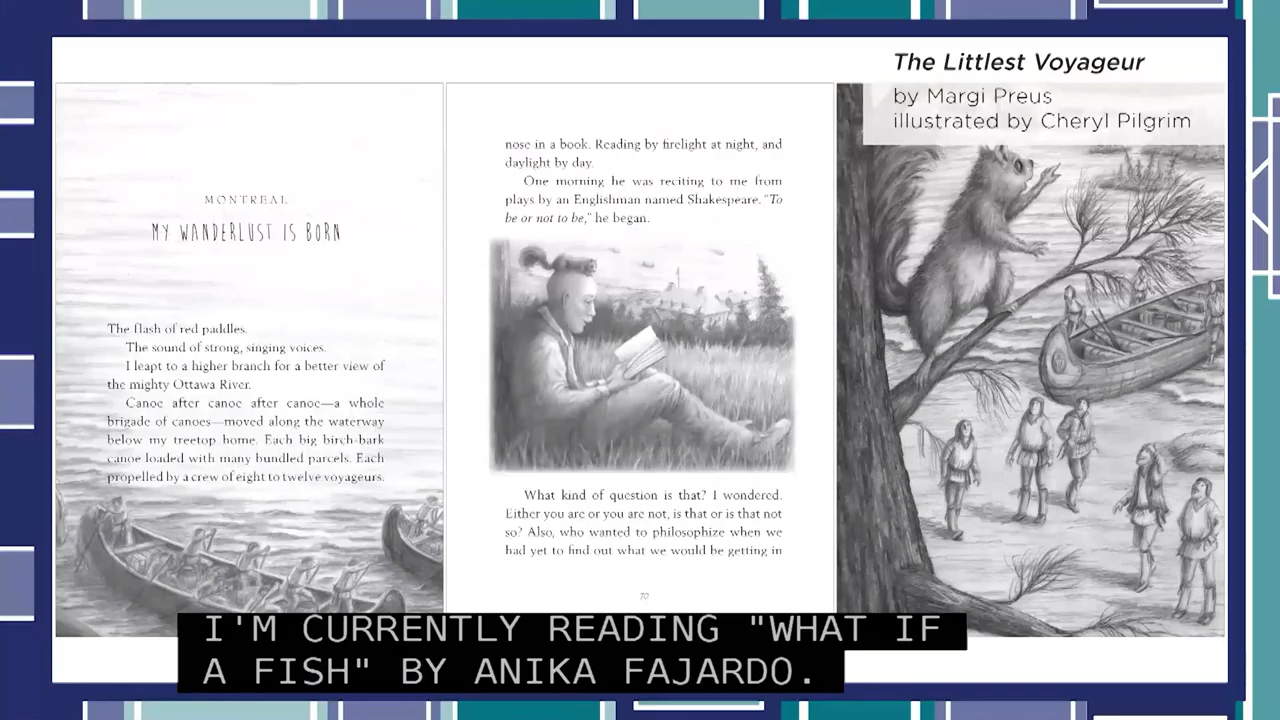 The Littlest Voyageur
by Margi Preus
illustrated by Cheryl Pilgrim
MONTREAL
MY WANDERLUST IS BORN
The flash of red paddles.
The sound of strong, singing voices.
I leapt to a higher branch for a better view of
the mighty Ottawa River.
Canoe after canoe after canoe—a whole
brigade of canoes—moved along the waterway
below my treetop home. Each big birch-bark
canoe loaded with many bundled parcels. Each
propelled by a crew of eight to twelve voyageurs.
nose in a book. Reading by firelight at night, and
daylight by day.
One morning he was reciting to me from
plays by an Englishman named Shakespeare. "To
be or not to be," he began.
What kind of question is that? I wondered.
Either you are or you are not, is that or is that not
so? Also, who wanted to philosophize when we
had yet to find out what we would be getting in
70
I'M CURRENTLY READING "WHAT IF
A FISH" BY ANIKA FAJARDO.